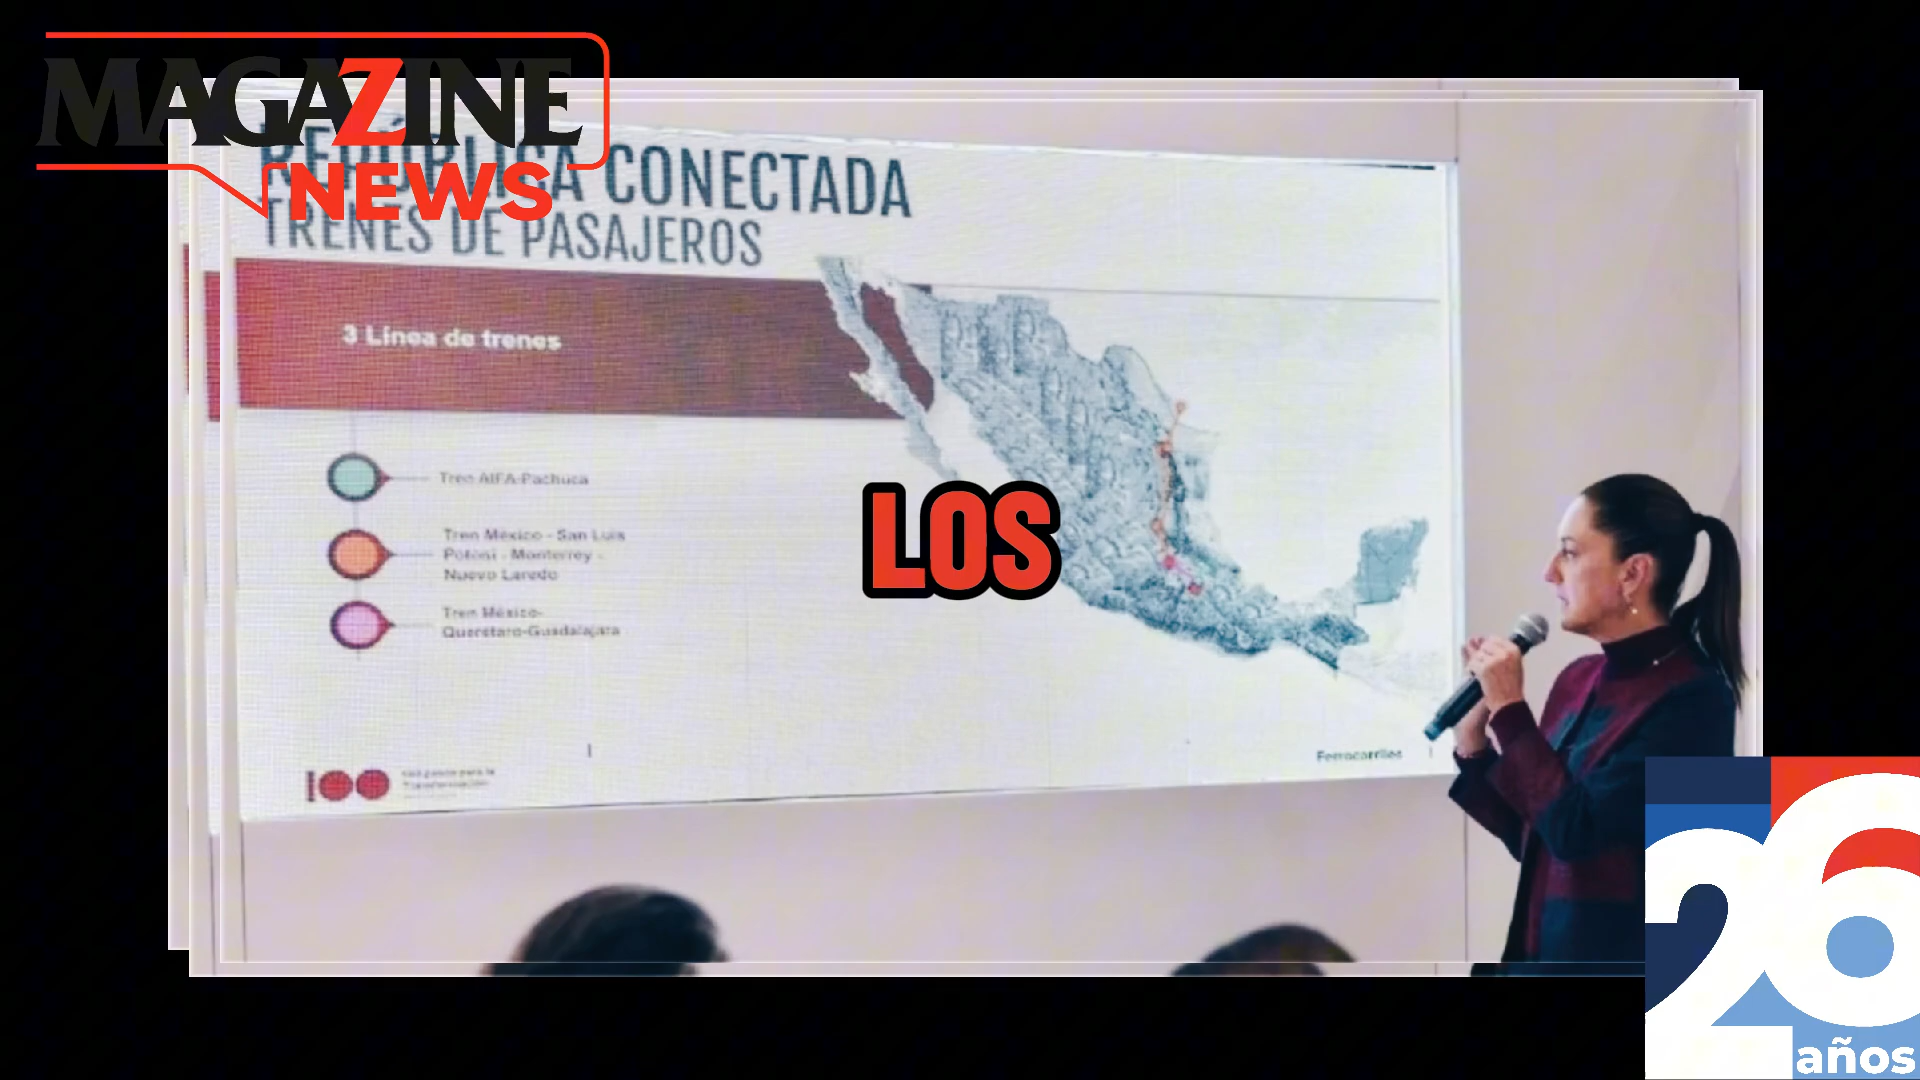 MAGAZINE
NEWS
REPÚBLICA CONECTADA
TRENES DE PASAJEROS
3 Línea de trenes
Tren AIFA-Pachuca
Tren México - San Luis
Potosí - Monterrey -
Nuevo Laredo
Tren México-
Querétaro-Guadalajara
LOS
Ferrocarriles
100
26
años